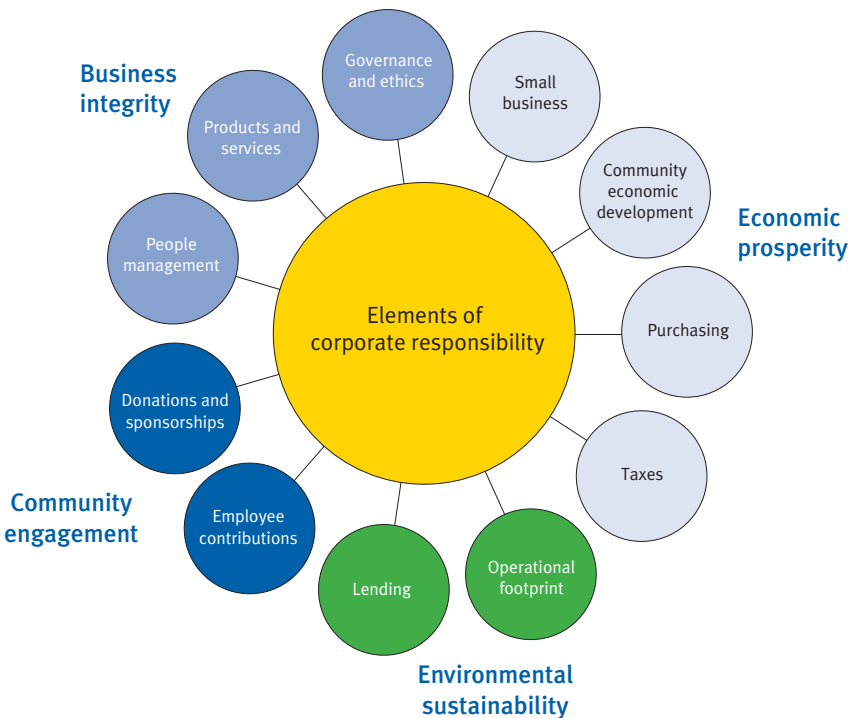 Business
integrity
Governance
and ethics
Small
business
Products and
services
Community
economic
development
Economic
prosperity
People
management
Elements of
corporate responsibility
Purchasing
Donations and
sponsorships
Taxes
Community
engagement
Employee
contributions
Lending
Operational
footprint
Environmental
sustainability